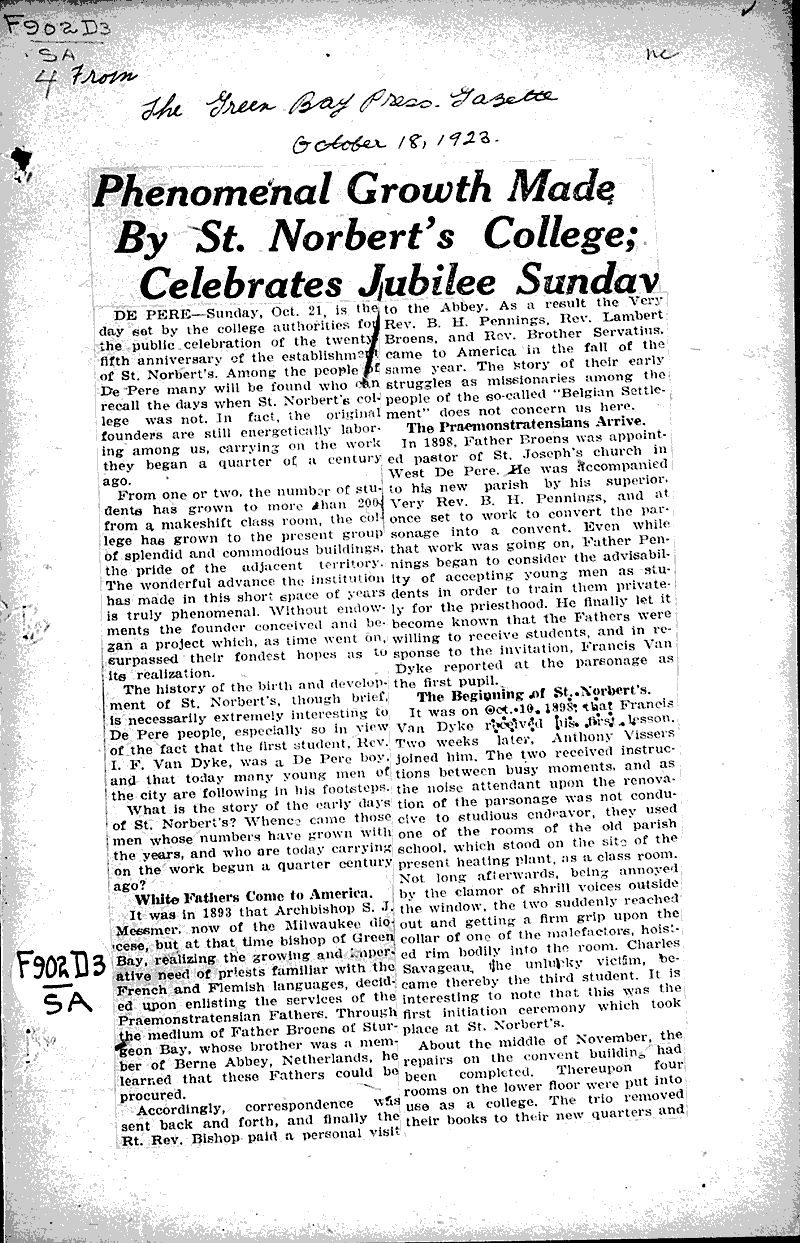 F902D3
SA
4 From
nc
The Green Bay Press-Gazette
October 18, 1923.
Phenomenal Growth Made
By St. Norbert's College;
Celebrates Jubilee Sunday
DE PERE—Sunday, Oct. 21, is the
day set by the college authorities for
the public celebration of the twenty
fifth anniversary of the establishment
of St. Norbert's. Among the people of
De Pere many will be found who can
recall the days when St. Norbert's col-
lege was not. In fact, the original
founders are still energetically labor-
ing among us, carrying on the work
they began a quarter of a century
ago.
From one or two, the number of stu-
dents has grown to more than 200,
from a makeshift class room, the col-
lege has grown to the present group
of splendid and commodious buildings,
the pride of the adjacent territory.
The wonderful advance the institution
has made in this short space of years
is truly phenomenal. Without endow-
ments the founder conceived and be-
gan a project which, as time went on,
surpassed their fondest hopes as to
its realization.
The history of the birth and develop-
ment of St. Norbert's, though brief,
is necessarily extremely interesting to
De Pere people, especially so in view
of the fact that the first student, Rev.
I. F. Van Dyke, was a De Pere boy,
and that today many young men of
the city are following in his footsteps.
What is the story of the early days
of St. Norbert's? Whence came those
men whose numbers have grown with
the years, and who are today carrying
on the work begun a quarter century
ago?
White Fathers Come to America.
It was in 1893 that Archbishop S. J.
Messmer, now of the Milwaukee dio-
cese, but at that time bishop of Green
Bay, realizing the growing and imper-
ative need of priests familiar with the
French and Flemish languages, decid-
ed upon enlisting the services of the
Praemonstratensian Fathers. Through
the medium of Father Broens of Stur-
geon Bay, whose brother was a mem-
ber of Berne Abbey, Netherlands, he
learned that these Fathers could be
procured.
Accordingly, correspondence was
sent back and forth, and finally the
Rt. Rev. Bishop paid a personal visit
to the Abbey. As a result the Very
Rev. B. H. Pennings, Rev. Lambert
Broens, and Rev. Brother Servatius,
came to America in the fall of the
same year. The story of their early
struggles as missionaries among the
people of the so-called "Belgian Settle-
ment" does not concern us here.
The Praemonstratensians Arrive.
In 1898, Father Broens was appoint-
ed pastor of St. Joseph's church in
West De Pere. He was accompanied
to his new parish by his superior,
Very Rev. B. H. Pennings, and at
once set to work to convert the par-
sonage into a convent. Even while
that work was going on, Father Pen-
nings began to consider the advisabil-
ity of accepting young men as stu-
dents in order to train them private-
ly for the priesthood. He finally let it
become known that the Fathers were
willing to receive students, and in re-
sponse to the invitation, Francis Van
Dyke reported at the parsonage as
the first pupil.
The Beginning of St. Norbert's.
It was on Oct. 10, 1898, that Francis
Van Dyke received his first lesson.
Two weeks later, Anthony Vissers
joined him. The two received instruc-
tions between busy moments, and as
the noise attendant upon the renova-
tion of the parsonage was not condu-
cive to studious endeavor, they used
one of the rooms of the old parish
school, which stood on the site of the
present heating plant, as a class room.
Not long afterwards, being annoyed
by the clamor of shrill voices outside
the window, the two suddenly reached
out and getting a firm grip upon the
collar of one of the malefactors, hoist-
ed rim bodily into the room. Charles
Savageau, the unlucky victim, be-
came thereby the third student. It is
interesting to note that this was the
first initiation ceremony which took
place at St. Norbert's.
About the middle of November, the
repairs on the convent building had
been completed. Thereupon four
rooms on the lower floor were put into
use as a college. The trio removed
their books to their new quarters and
F902D3
SA